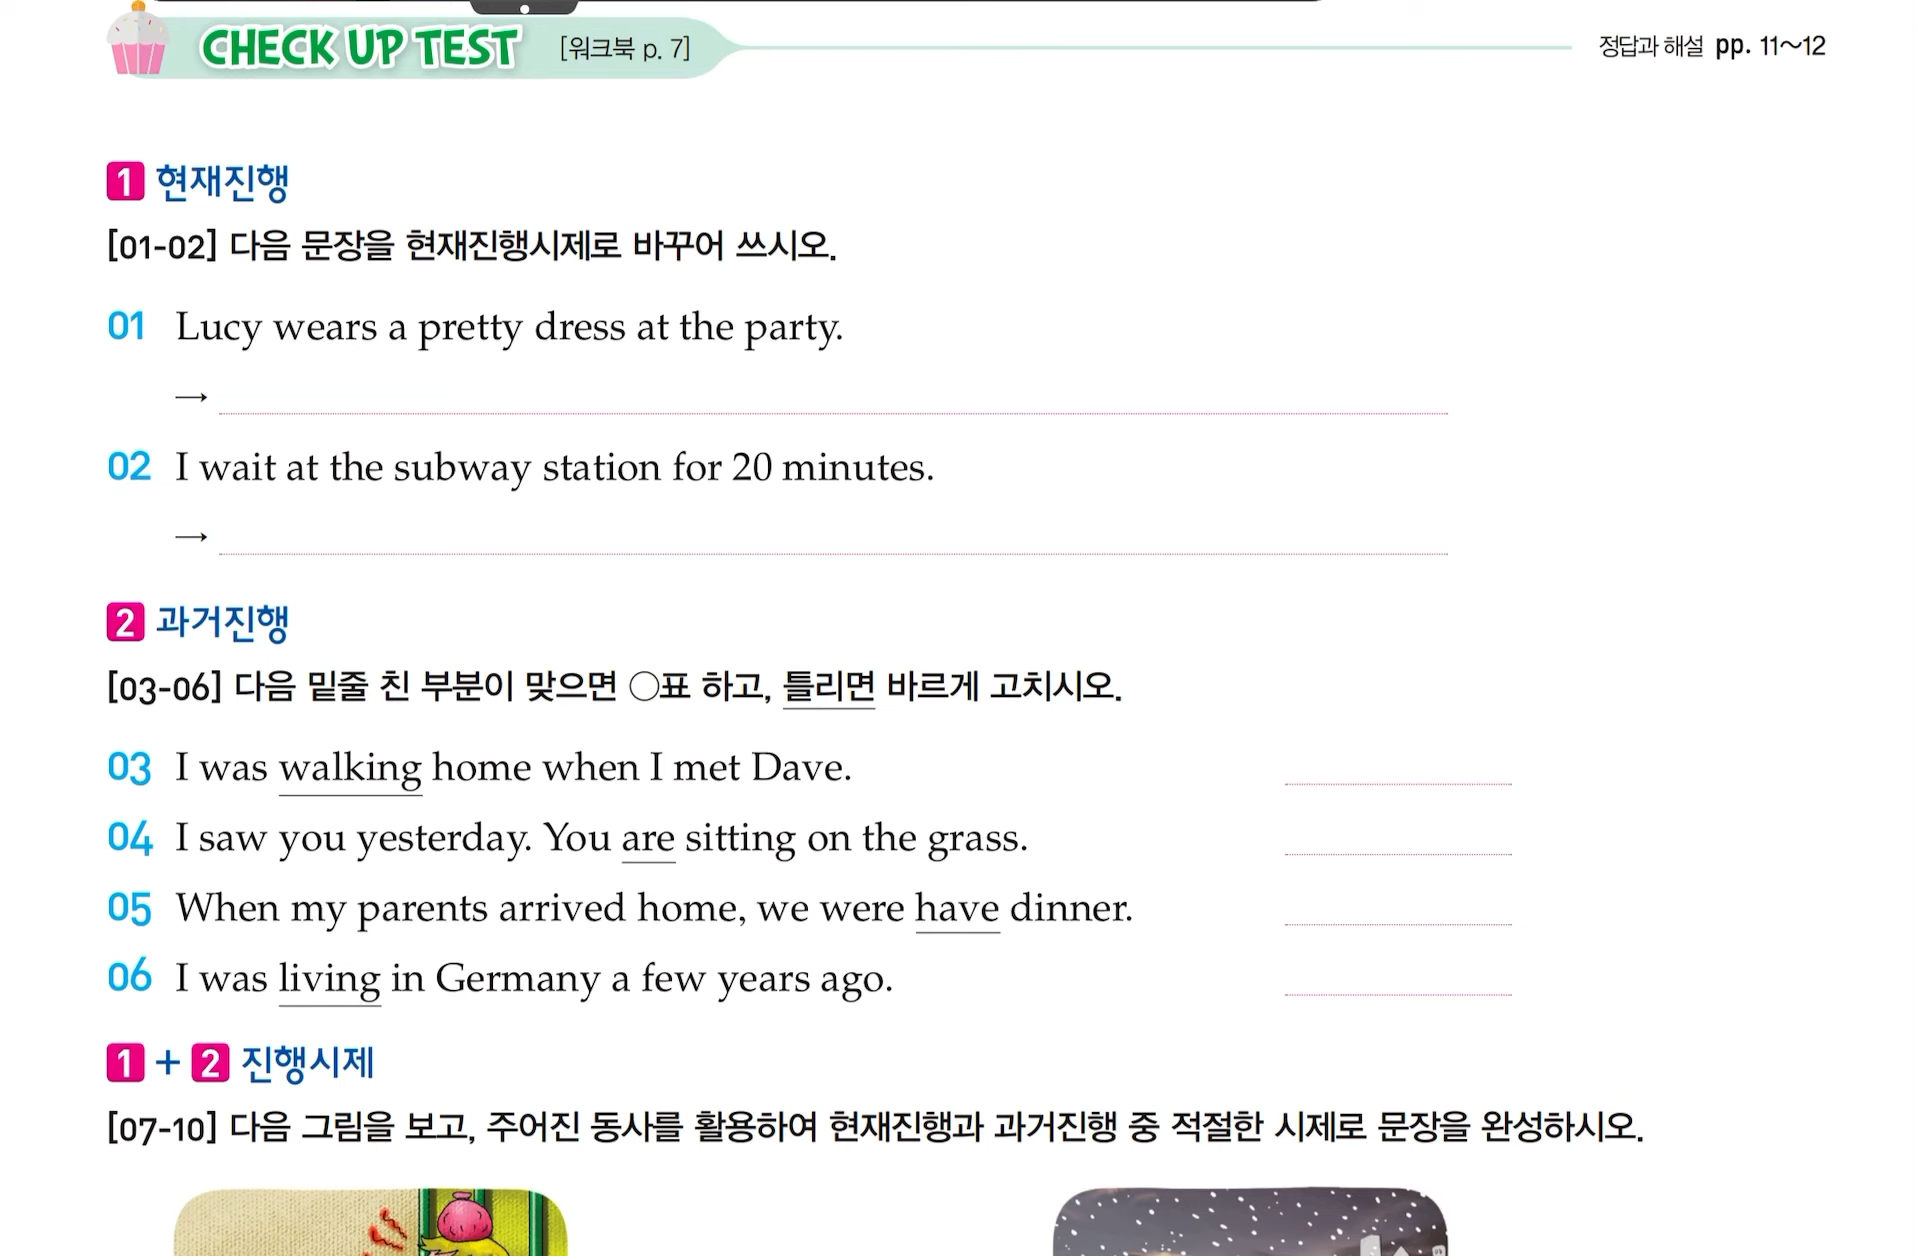 CHECK UP TEST [워크북 p. 7] 정답과 해설 pp. 11~12
1 현재진행
[01-02] 다음 문장을 현재진행시제로 바꾸어 쓰시오.
01 Lucy wears a pretty dress at the party.
→
02 I wait at the subway station for 20 minutes.
→
2 과거진행
[03-06] 다음 밑줄 친 부분이 맞으면 ○표 하고, 틀리면 바르게 고치시오.
03 I was walking home when I met Dave.
04 I saw you yesterday. You are sitting on the grass.
05 When my parents arrived home, we were have dinner.
06 I was living in Germany a few years ago.
1 + 2 진행시제
[07-10] 다음 그림을 보고, 주어진 동사를 활용하여 현재진행과 과거진행 중 적절한 시제로 문장을 완성하시오.